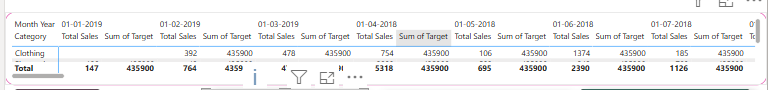 Month Year 01-01-2019 01-02-2019 01-03-2019 01-04-2018 01-05-2018 01-06-2018 01-07-2018
Category Total Sales Sum of Target Total Sales Sum of Target Total Sales Sum of Target Total Sales Sum of Target Total Sales Sum of Target Total Sales Sum of Target Total Sales Sum of Target
Clothing 392 435900 478 435900 754 435900 106 435900 1374 435900 185 435900
Total 147 435900 764 4359 5318 435900 695 435900 2390 435900 1126 435900